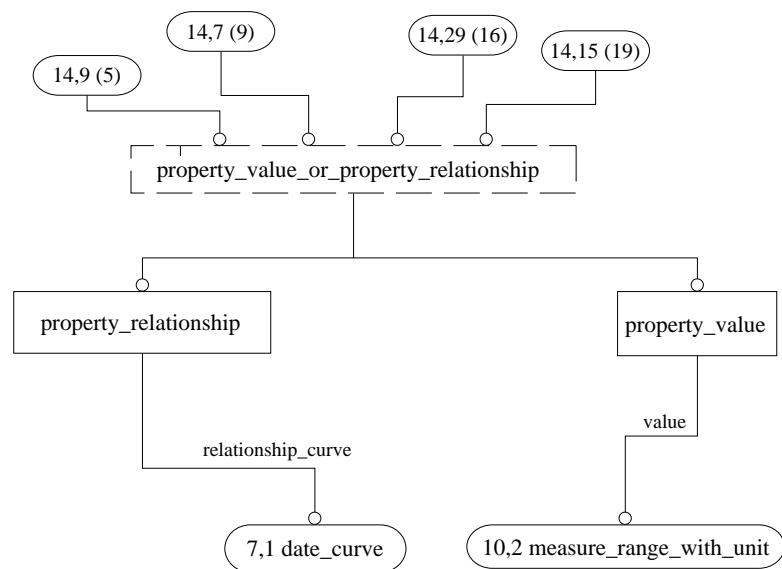 14,7 (9)
14,29 (16)
14,15 (19)
14,9 (5)
property_value_or_property_relationship
property_relationship
property_value
value
relationship_curve
7,1 date_curve
10,2 measure_range_with_unit